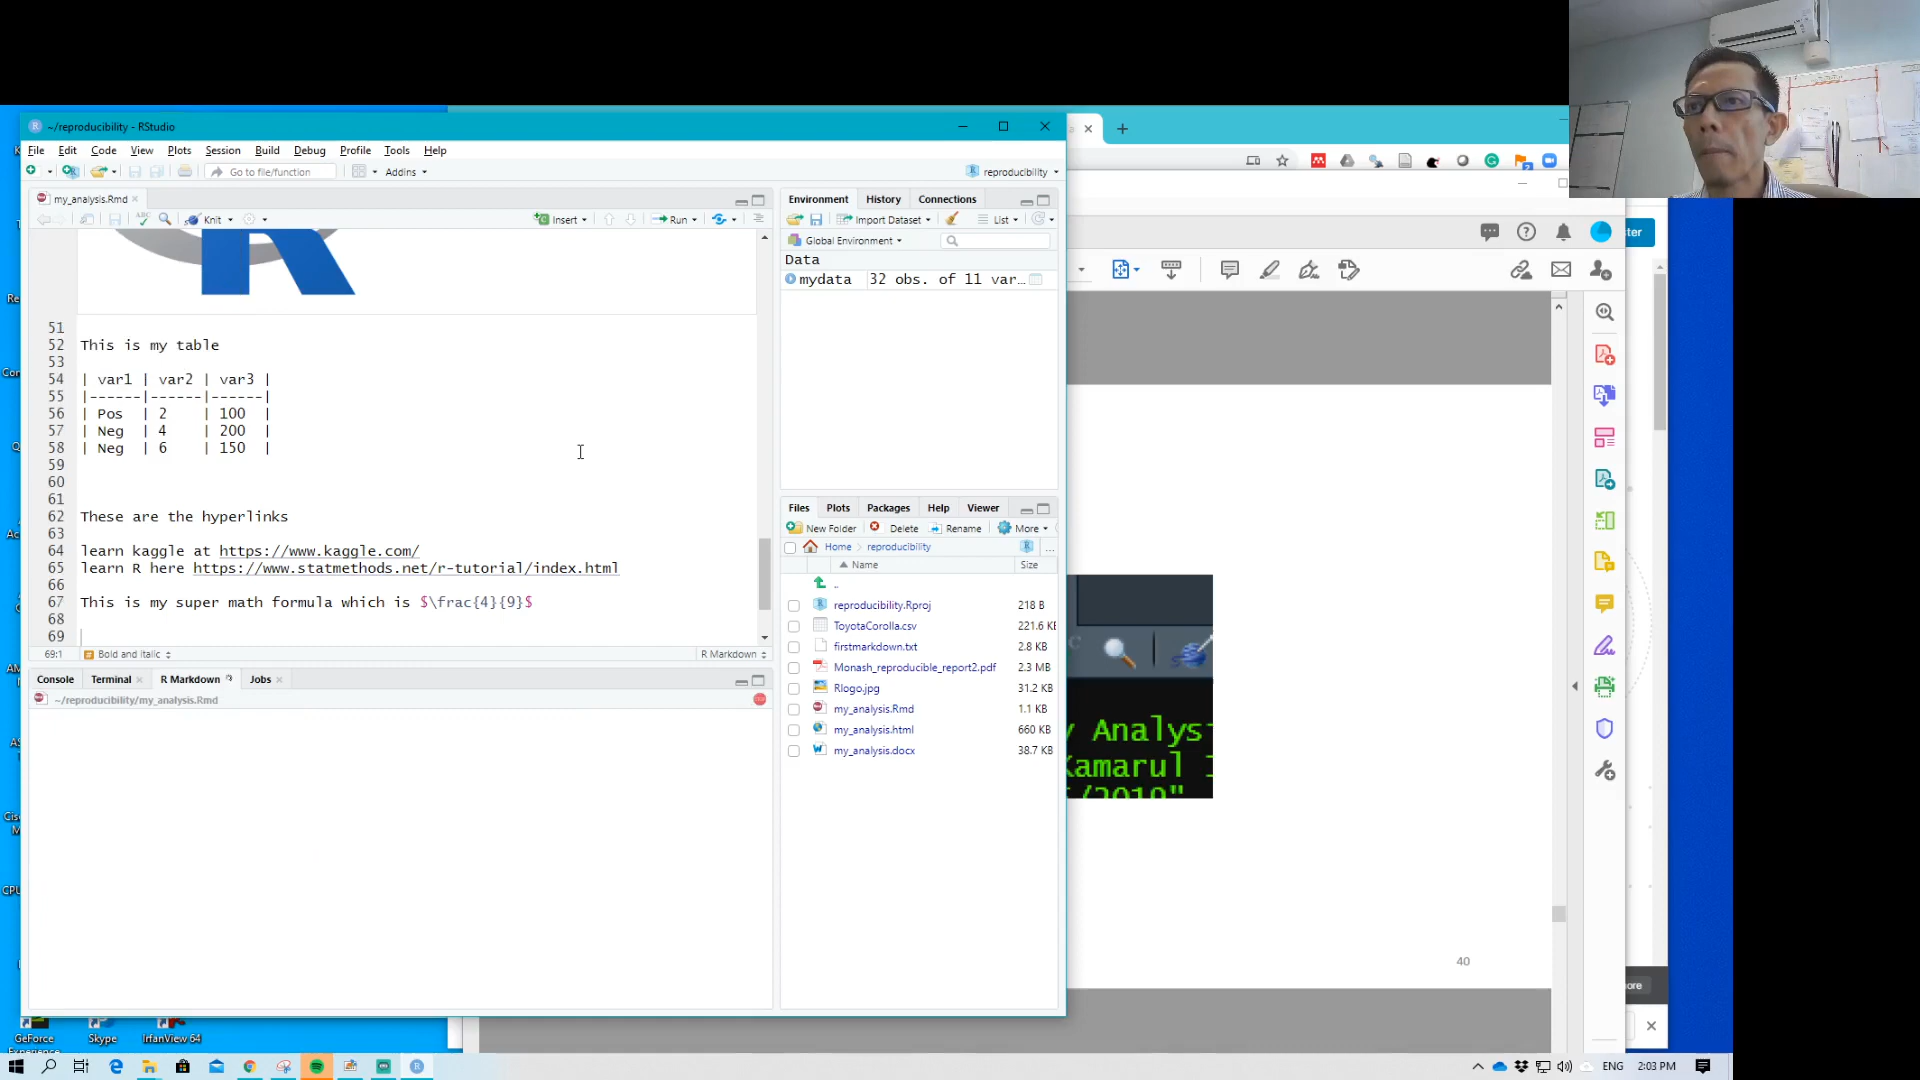 ~/reproducibility - RStudio
File Edit Code View Plots Session Build Debug Profile Tools Help
Go to file/function
Addins
reproducibility
my_analysis.Rmd
Knit
Insert
Run
51
52 This is my table
53
54 | var1 | var2 | var3 |
55 |------|------|------|
56 | Pos | 2 | 100 |
57 | Neg | 4 | 200 |
58 | Neg | 6 | 150 |
59
60
61
62 These are the hyperlinks
63
64 learn kaggle at https://www.kaggle.com/
65 learn R here https://www.statmethods.net/r-tutorial/index.html
66
67 This is my super math formula which is $\frac{4}{9}$
68
69
69:1 Bold and Italic R Markdown
Console Terminal R Markdown Jobs
~/reproducibility/my_analysis.Rmd
Environment History Connections
Import Dataset List
Global Environment
Data
mydata 32 obs. of 11 var...
Files Plots Packages Help Viewer
New Folder Delete Rename More
Home reproducibility ...
Name Size
..
reproducibility.Rproj 218 B
ToyotaCorolla.csv 221.6 KB
firstmarkdown.txt 2.8 KB
Monash_reproducible_report2.pdf 2.3 MB
Rlogo.jpg 31.2 KB
my_analysis.Rmd 1.1 KB
my_analysis.html 660 KB
my_analysis.docx 38.7 KB
Analys
Kamarul
/2019"
40
GeForce Experience
Skype
IrfanView 64
ENG 2:03 PM